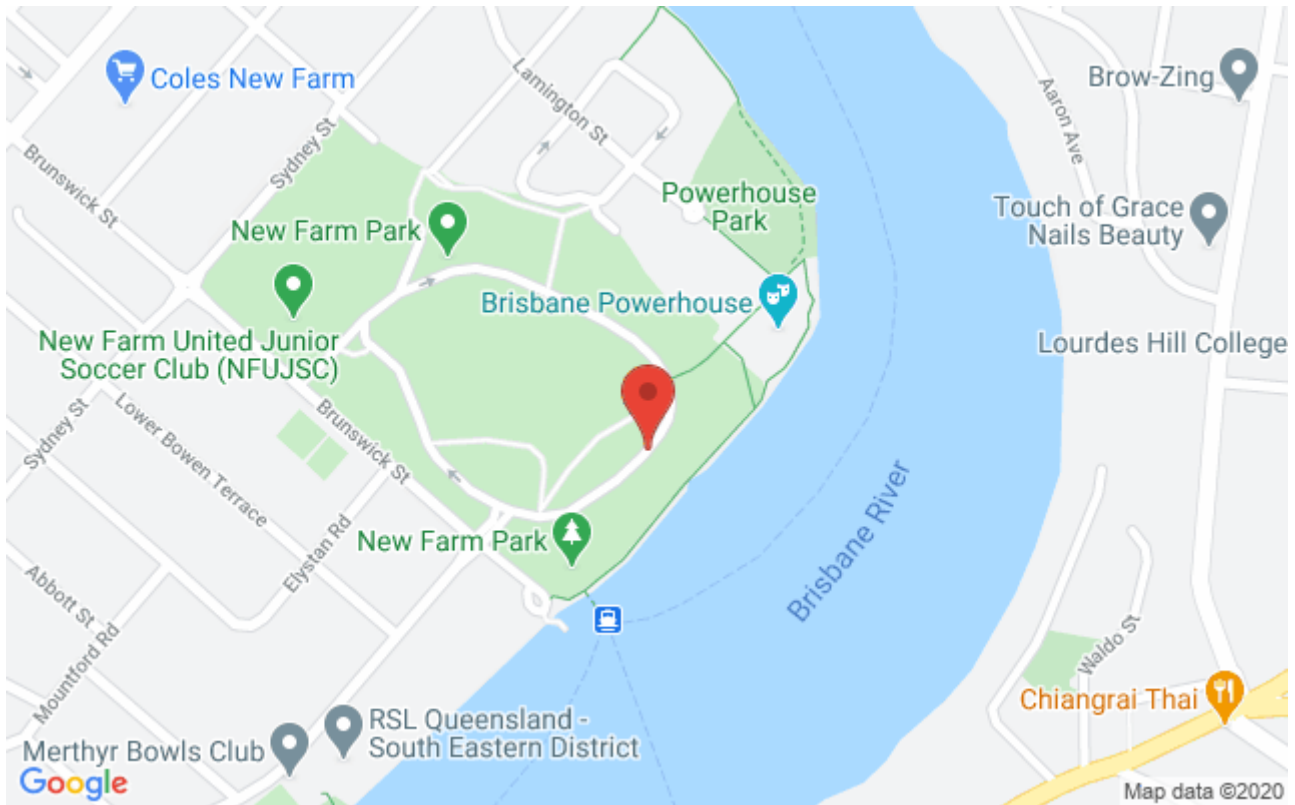 Coles New Farm
Lamington St
Brow-Zing
Aaron Ave
Sydney St
Brunswick St
Powerhouse
Park
New Farm Park
Touch of Grace
Nails Beauty
Brisbane Powerhouse
New Farm United Junior
Soccer Club (NFUJSC)
Lourdes Hill College
Sydney St
Lower Bowen Terrace
Brunswick St
Brisbane River
New Farm Park
Elystan Rd
Abbott St
Mountford Rd
Waldo St
Chiangrai Thai
RSL Queensland -
South Eastern District
Merthyr Bowls Club
Google
Map data ©2020